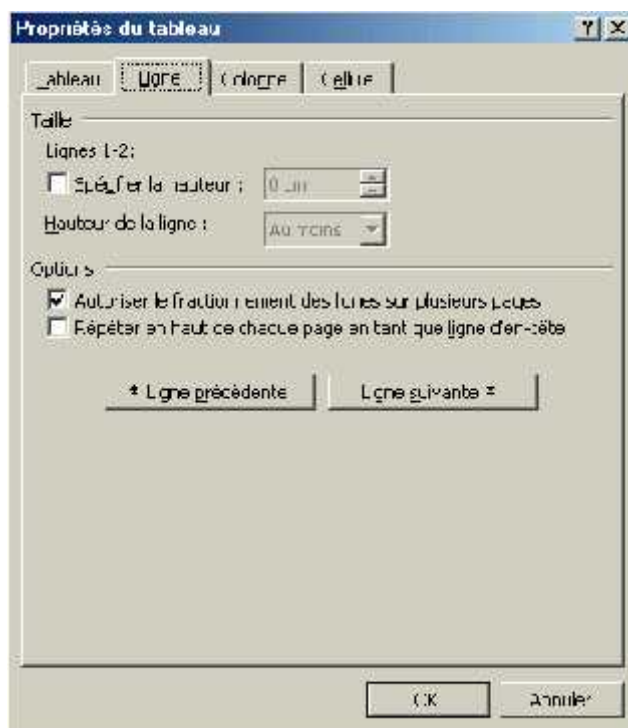 Propriétés du tableau
Tableau Ligne Colonne Cellule
Taille
Lignes 1-2:
Spécifier la hauteur : 0 cm
Hauteur de la ligne : Au moins
Options
Autoriser le fractionnement des lignes sur plusieurs pages
Répéter en haut de chaque page en tant que ligne d'en-tête
Ligne précédente Ligne suivante
OK Annuler